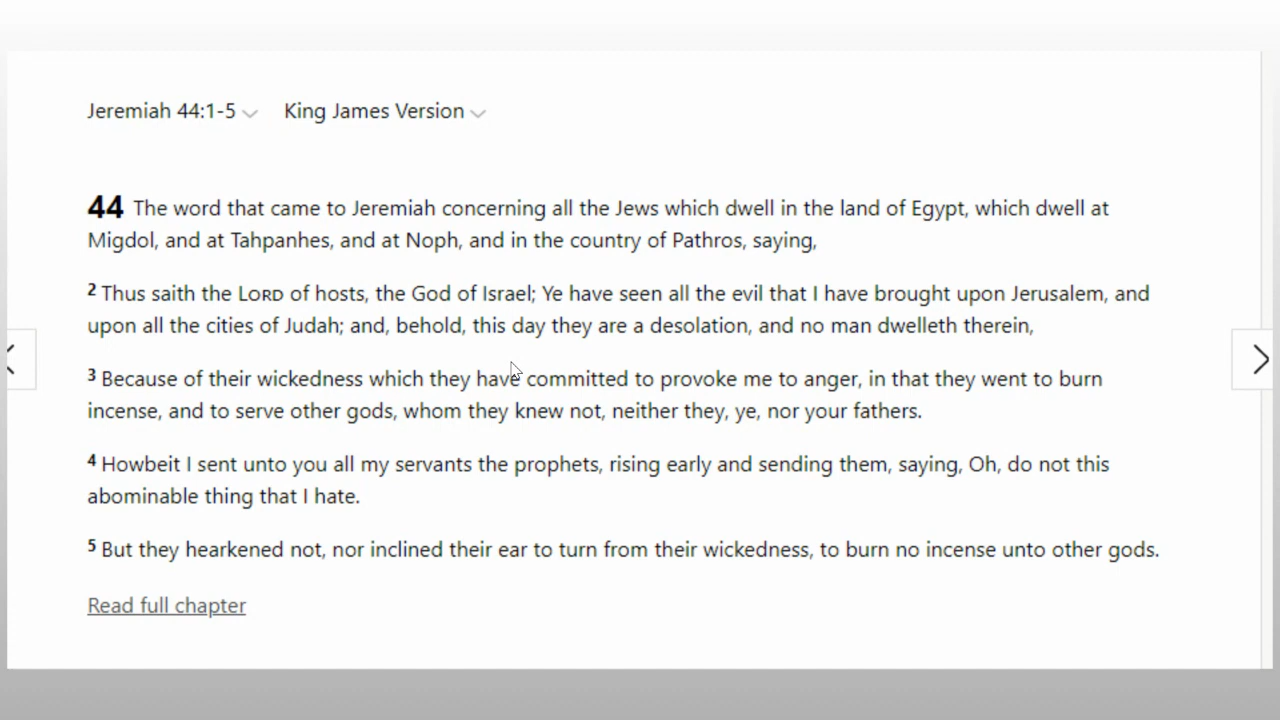 Jeremiah 44:1-5 King James Version
44 The word that came to Jeremiah concerning all the Jews which dwell in the land of Egypt, which dwell at
Migdol, and at Tahpanhes, and at Noph, and in the country of Pathros, saying,
2 Thus saith the LORD of hosts, the God of Israel; Ye have seen all the evil that I have brought upon Jerusalem, and
upon all the cities of Judah; and, behold, this day they are a desolation, and no man dwelleth therein,
3 Because of their wickedness which they have committed to provoke me to anger, in that they went to burn
incense, and to serve other gods, whom they knew not, neither they, ye, nor your fathers.
4 Howbeit I sent unto you all my servants the prophets, rising early and sending them, saying, Oh, do not this
abominable thing that I hate.
5 But they hearkened not, nor inclined their ear to turn from their wickedness, to burn no incense unto other gods.
Read full chapter